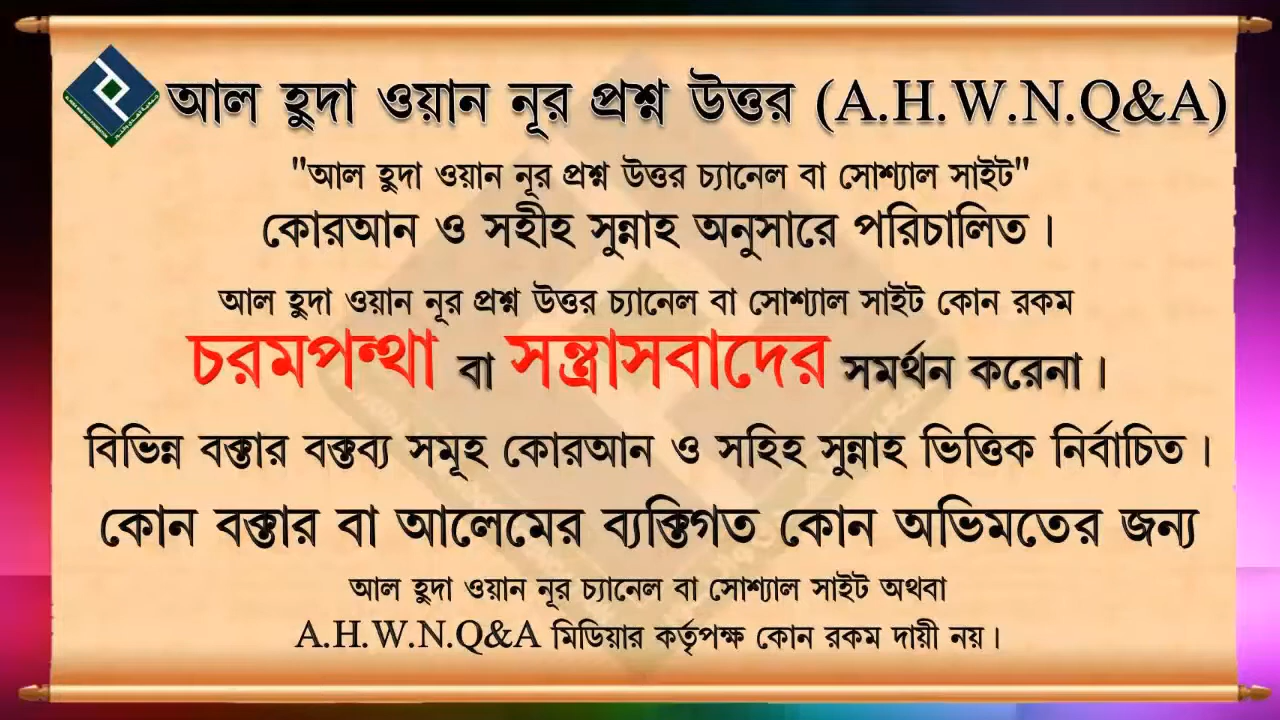 আল হুদা ওয়ান নূর প্রশ্ন উত্তর (A.H.W.N.Q&A)
"আল হুদা ওয়ান নূর প্রশ্ন উত্তর চ্যানেল বা সোশ্যাল সাইট"
কোরআন ও সহীহ সুন্নাহ অনুসারে পরিচালিত ।
আল হুদা ওয়ান নূর প্রশ্ন উত্তর চ্যানেল বা সোশ্যাল সাইট কোন রকম
চরমপন্থা বা সন্ত্রাসবাদের সমর্থন করেনা ।
বিভিন্ন বক্তার বক্তব্য সমূহ কোরআন ও সহিহ সুন্নাহ ভিত্তিক নির্বাচিত ।
কোন বক্তার বা আলেমের ব্যক্তিগত কোন অভিমতের জন্য
আল হুদা ওয়ান নূর চ্যানেল বা সোশ্যাল সাইট অথবা
A.H.W.N.Q&A মিডিয়ার কর্তৃপক্ষ কোন রকম দায়ী নয় ।